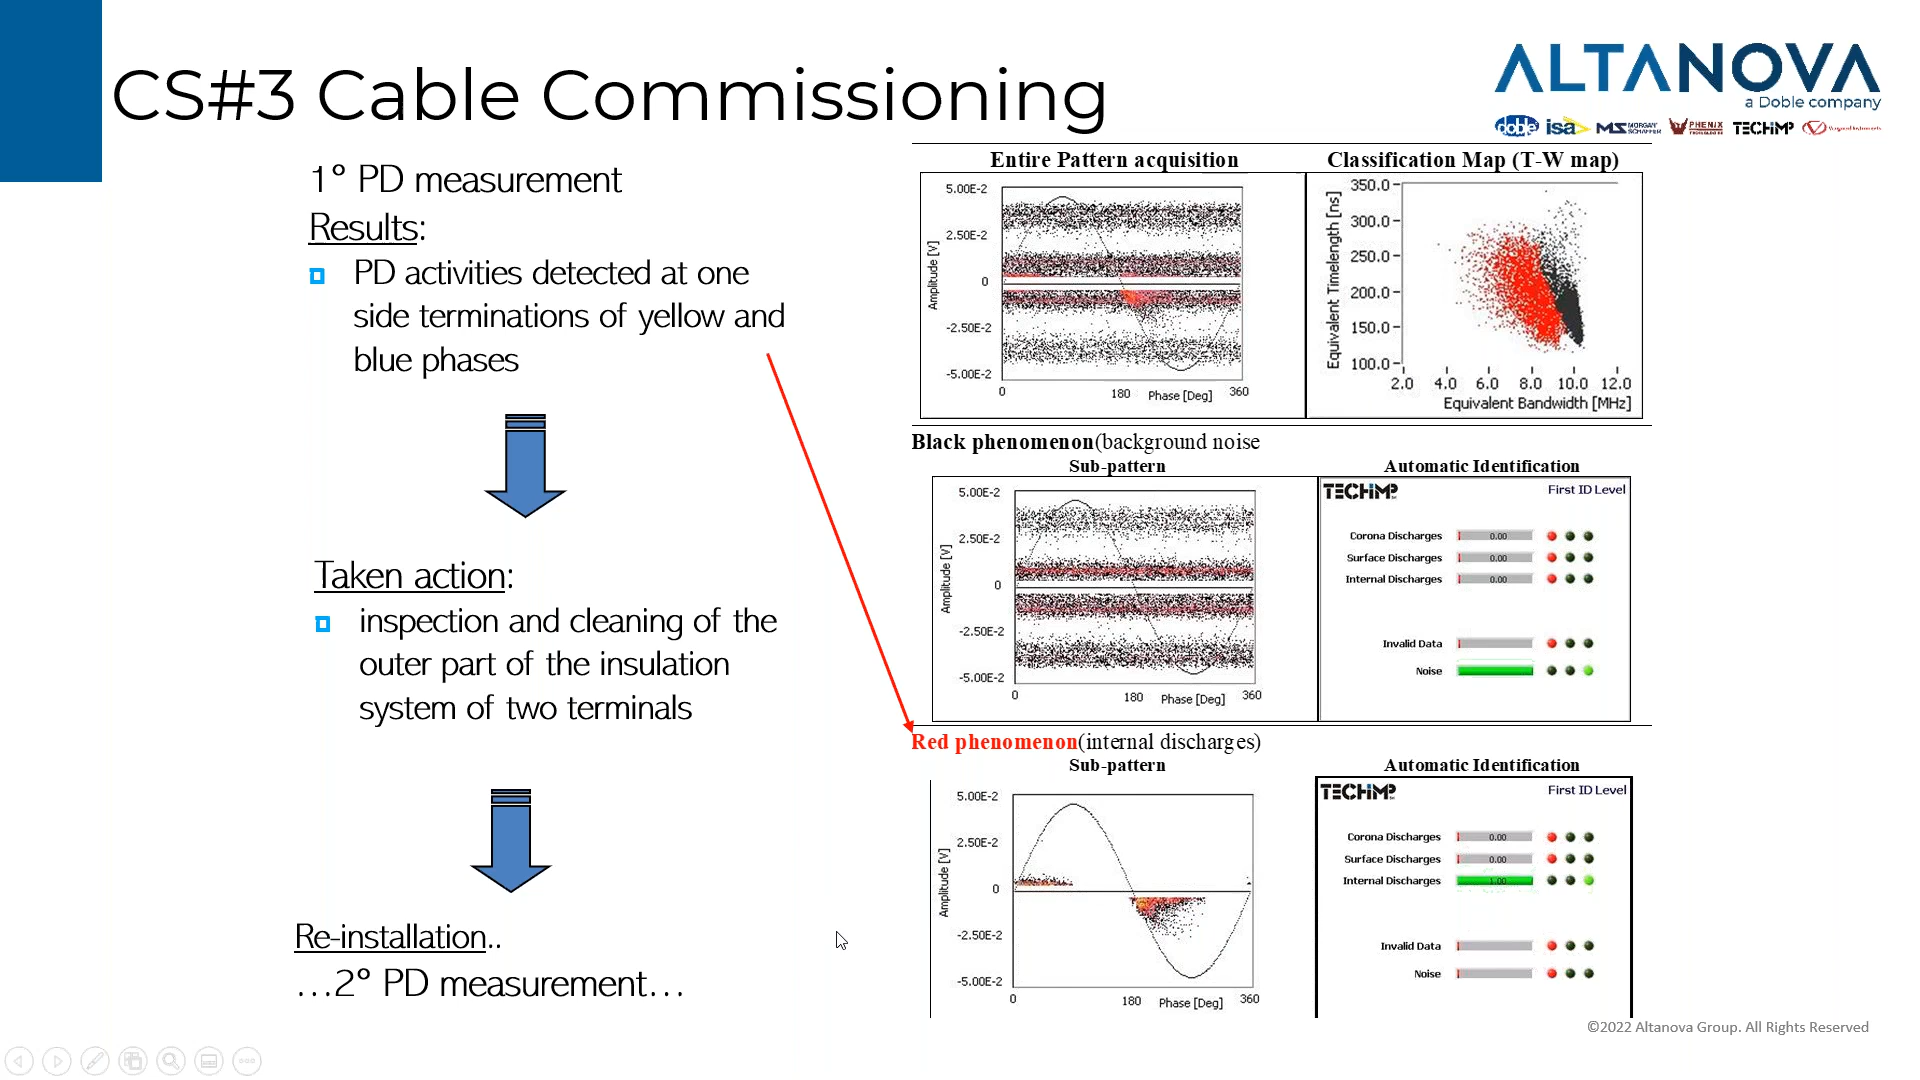 CS#3 Cable Commissioning
ALTANOVA
a Doble company
doble isa MS MORGAN SCHAFFER PHENIX TECHIMP
1° PD measurement
Results:
PD activities detected at one
side terminations of yellow and
blue phases
Taken action:
inspection and cleaning of the
outer part of the insulation
system of two terminals
Re-installation..
…2° PD measurement…
Entire Pattern acquisition
5.00E-2
2.50E-2
0
-2.50E-2
-5.00E-2
Amplitude [V]
0 180 Phase [Deg] 360
Classification Map (T-W map)
350.0
300.0
250.0
200.0
150.0
100.0
Equivalent Timelength [ns]
2.0 4.0 6.0 8.0 10.0 12.0
Equivalent Bandwidth [MHz]
Black phenomenon(background noise
Sub-pattern
5.00E-2
2.50E-2
0
-2.50E-2
-5.00E-2
Amplitude [V]
0 180 Phase [Deg] 360
Automatic Identification
TECHIMP First ID Level
Corona Discharges 0.00
Surface Discharges 0.00
Internal Discharges 0.00
Invalid Data
Noise
Red phenomenon(internal discharges)
Sub-pattern
5.00E-2
2.50E-2
0
-2.50E-2
-5.00E-2
Amplitude [V]
0 180 Phase [Deg] 360
Automatic Identification
TECHIMP First ID Level
Corona Discharges 0.00
Surface Discharges 0.00
Internal Discharges 1.00
Invalid Data
Noise
©2022 Altanova Group. All Rights Reserved